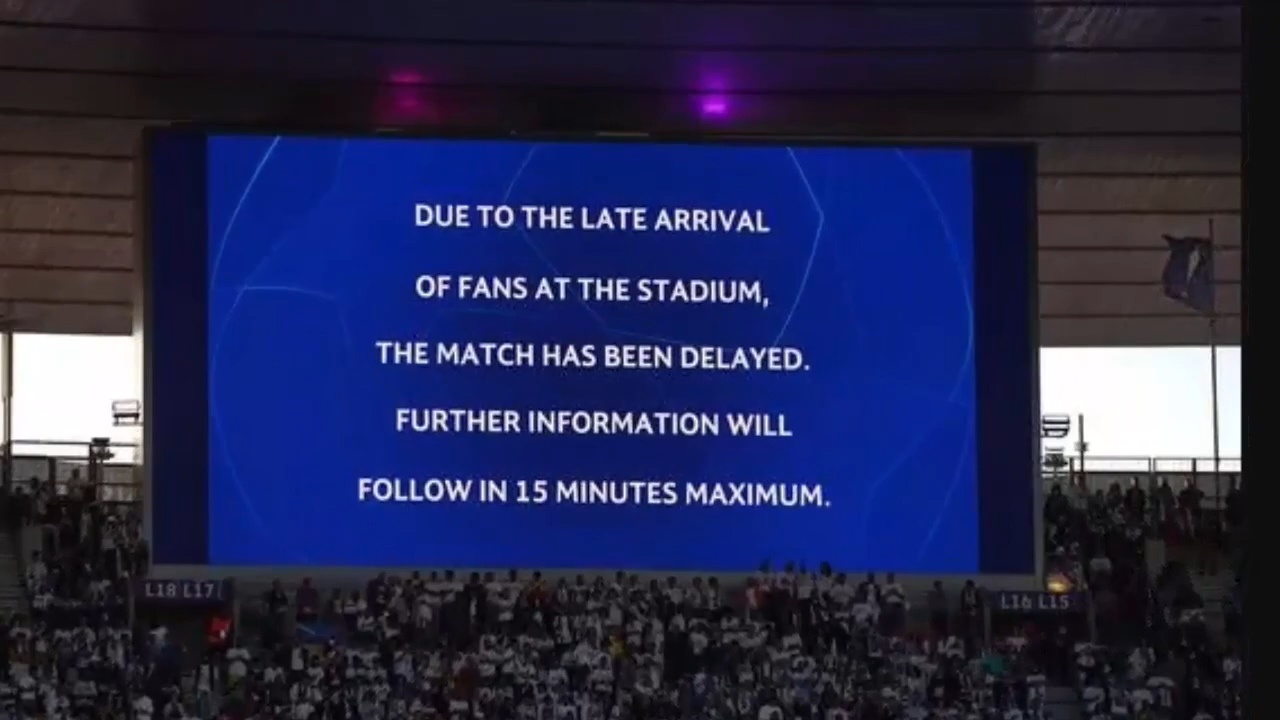 DUE TO THE LATE ARRIVAL
OF FANS AT THE STADIUM,
THE MATCH HAS BEEN DELAYED.
FURTHER INFORMATION WILL
FOLLOW IN 15 MINUTES MAXIMUM.
L18 L17
L16 L15